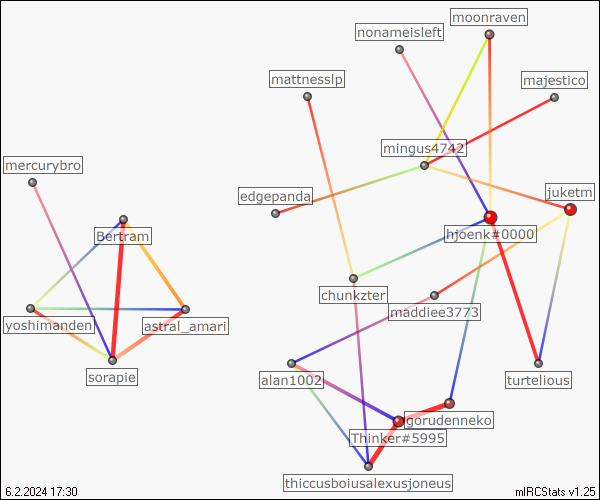 moonraven
nonameisleft
mattnesslp
majestico
mingus4742
mercurybro
juketm
edgepanda
Bertram
hjoenk#0000
chunkzter
maddiee3773
yoshimanden
astral_amari
sorapie
alan1002
turtelious
gorudenneko
Thinker#5995
thiccusboiusalexusjoneus
6.2.2024 17:30
mIRCStats v1.25